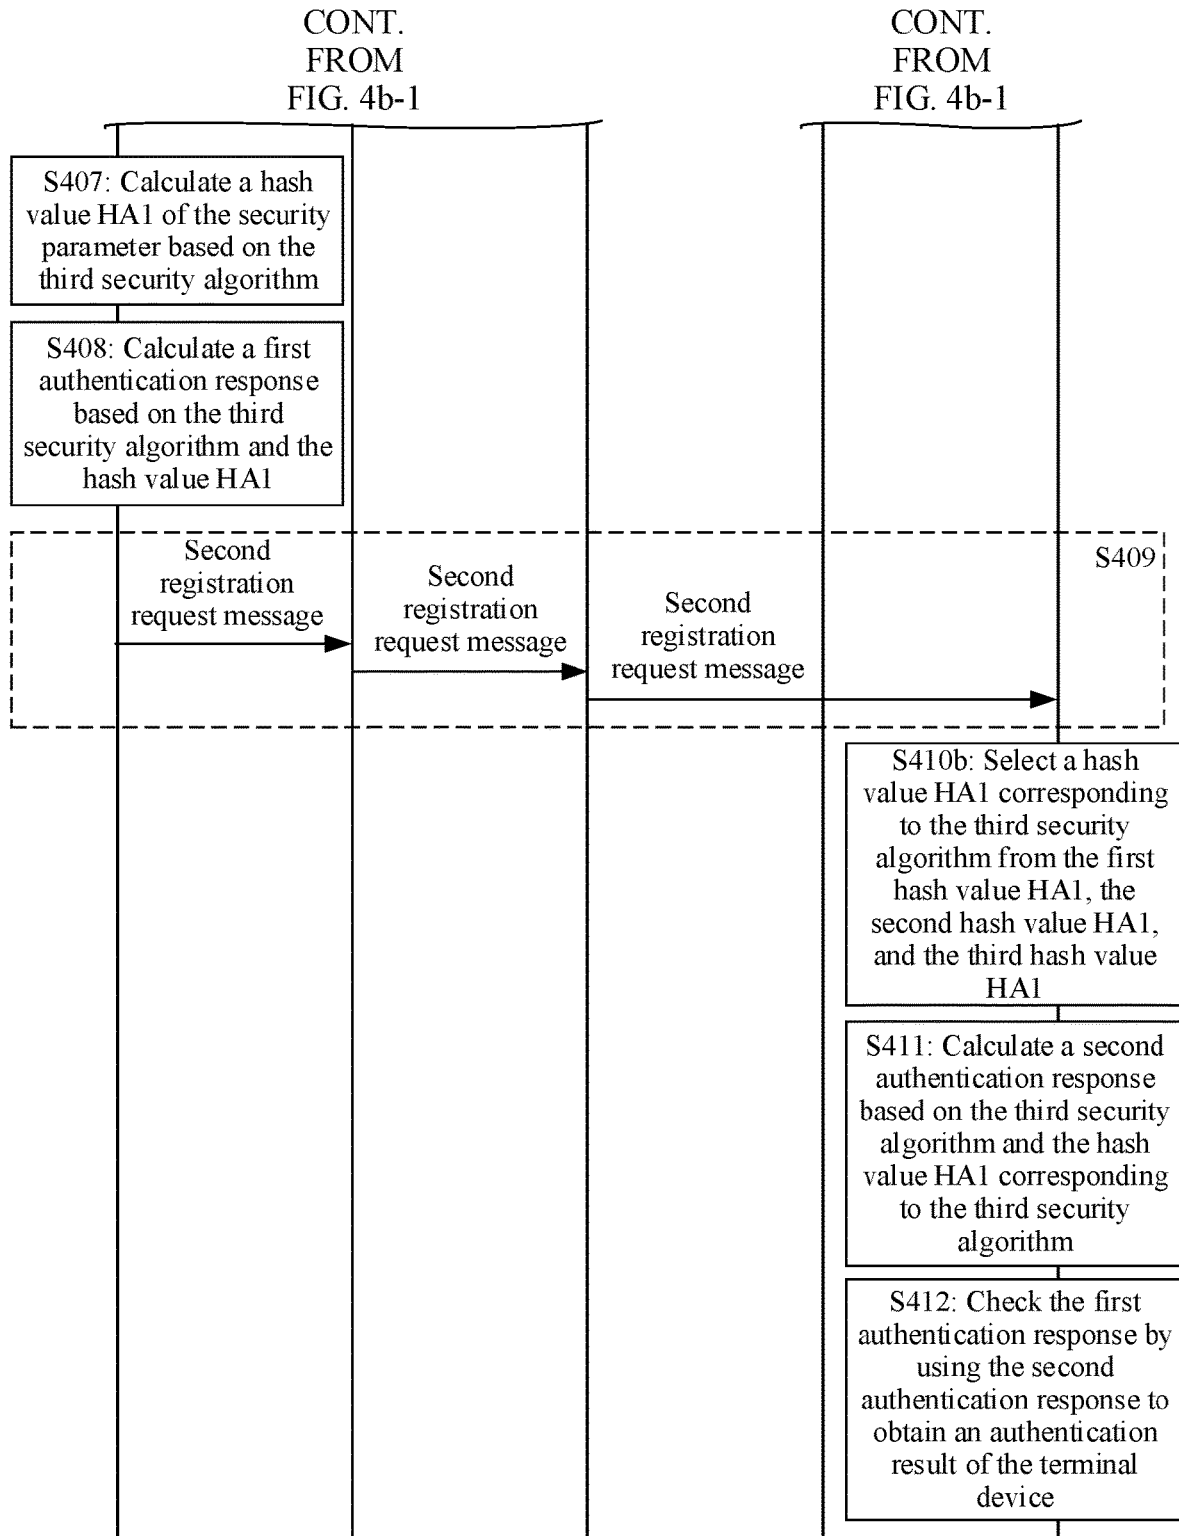 CONT.
FROM
FIG. 4b-1
CONT.
FROM
FIG. 4b-1
S407: Calculate a hash
value HA1 of the security
parameter based on the
third security algorithm
S408: Calculate a first
authentication response
based on the third
security algorithm and the
hash value HA1
S409
Second
registration
request message
Second
registration
request message
Second
registration
request message
S410b: Select a hash
value HA1 corresponding
to the third security
algorithm from the first
hash value HA1, the
second hash value HA1,
and the third hash value
HA1
S411: Calculate a second
authentication response
based on the third security
algorithm and the hash
value HA1 corresponding
to the third security
algorithm
S412: Check the first
authentication response by
using the second
authentication response to
obtain an authentication
result of the terminal
device